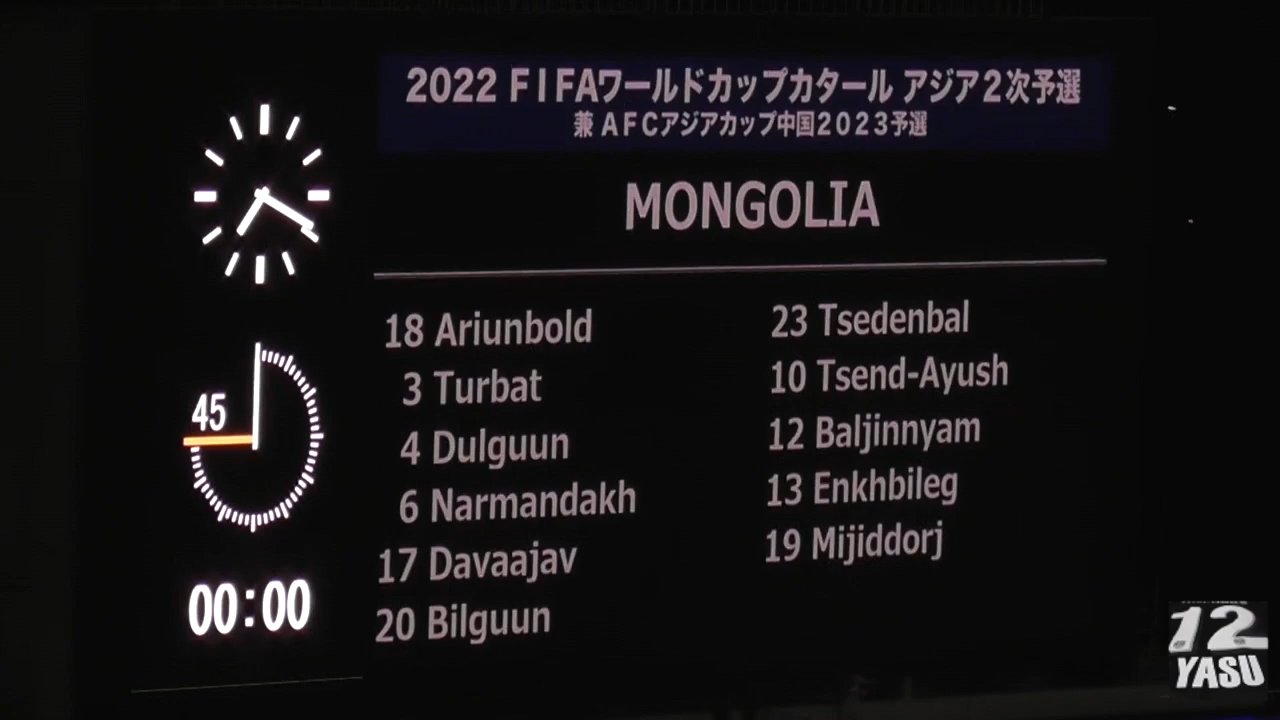 2022 FIFAワールドカップカタール アジア2次予選
兼 AFCアジアカップ中国2023予選
MONGOLIA
18 Ariunbold
3 Turbat
4 Dulguun
6 Narmandakh
17 Davaajav
20 Bilguun
23 Tsedenbal
10 Tsend-Ayush
12 Baljinnyam
13 Enkhbileg
19 Mijiddorj
45
00:00
12
YASU